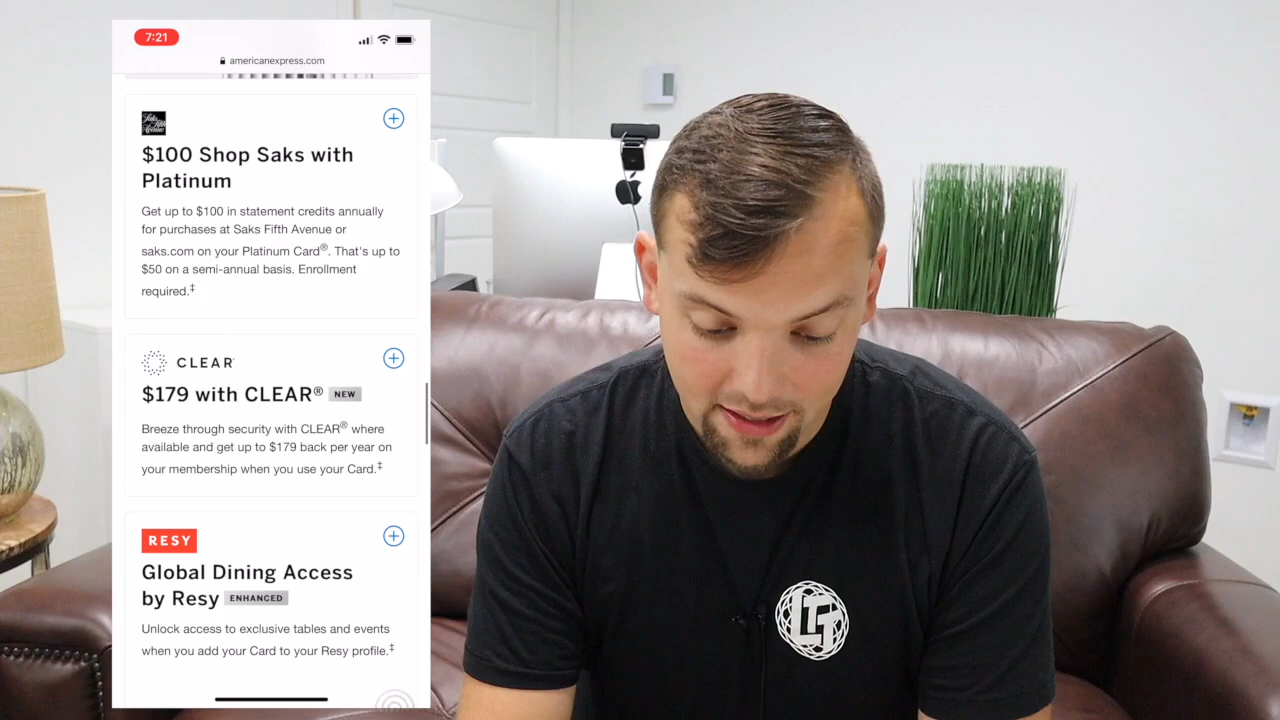 7:21
americanexpress.com
Saks
Fifth
Avenue
$100 Shop Saks with
Platinum
Get up to $100 in statement credits annually
for purchases at Saks Fifth Avenue or
saks.com on your Platinum Card®. That's up to
$50 on a semi-annual basis. Enrollment
required.‡
CLEAR
$179 with CLEAR® NEW
Breeze through security with CLEAR® where
available and get up to $179 back per year on
your membership when you use your Card.‡
RESY
Global Dining Access
by Resy ENHANCED
Unlock access to exclusive tables and events
when you add your Card to your Resy profile.‡
LTT